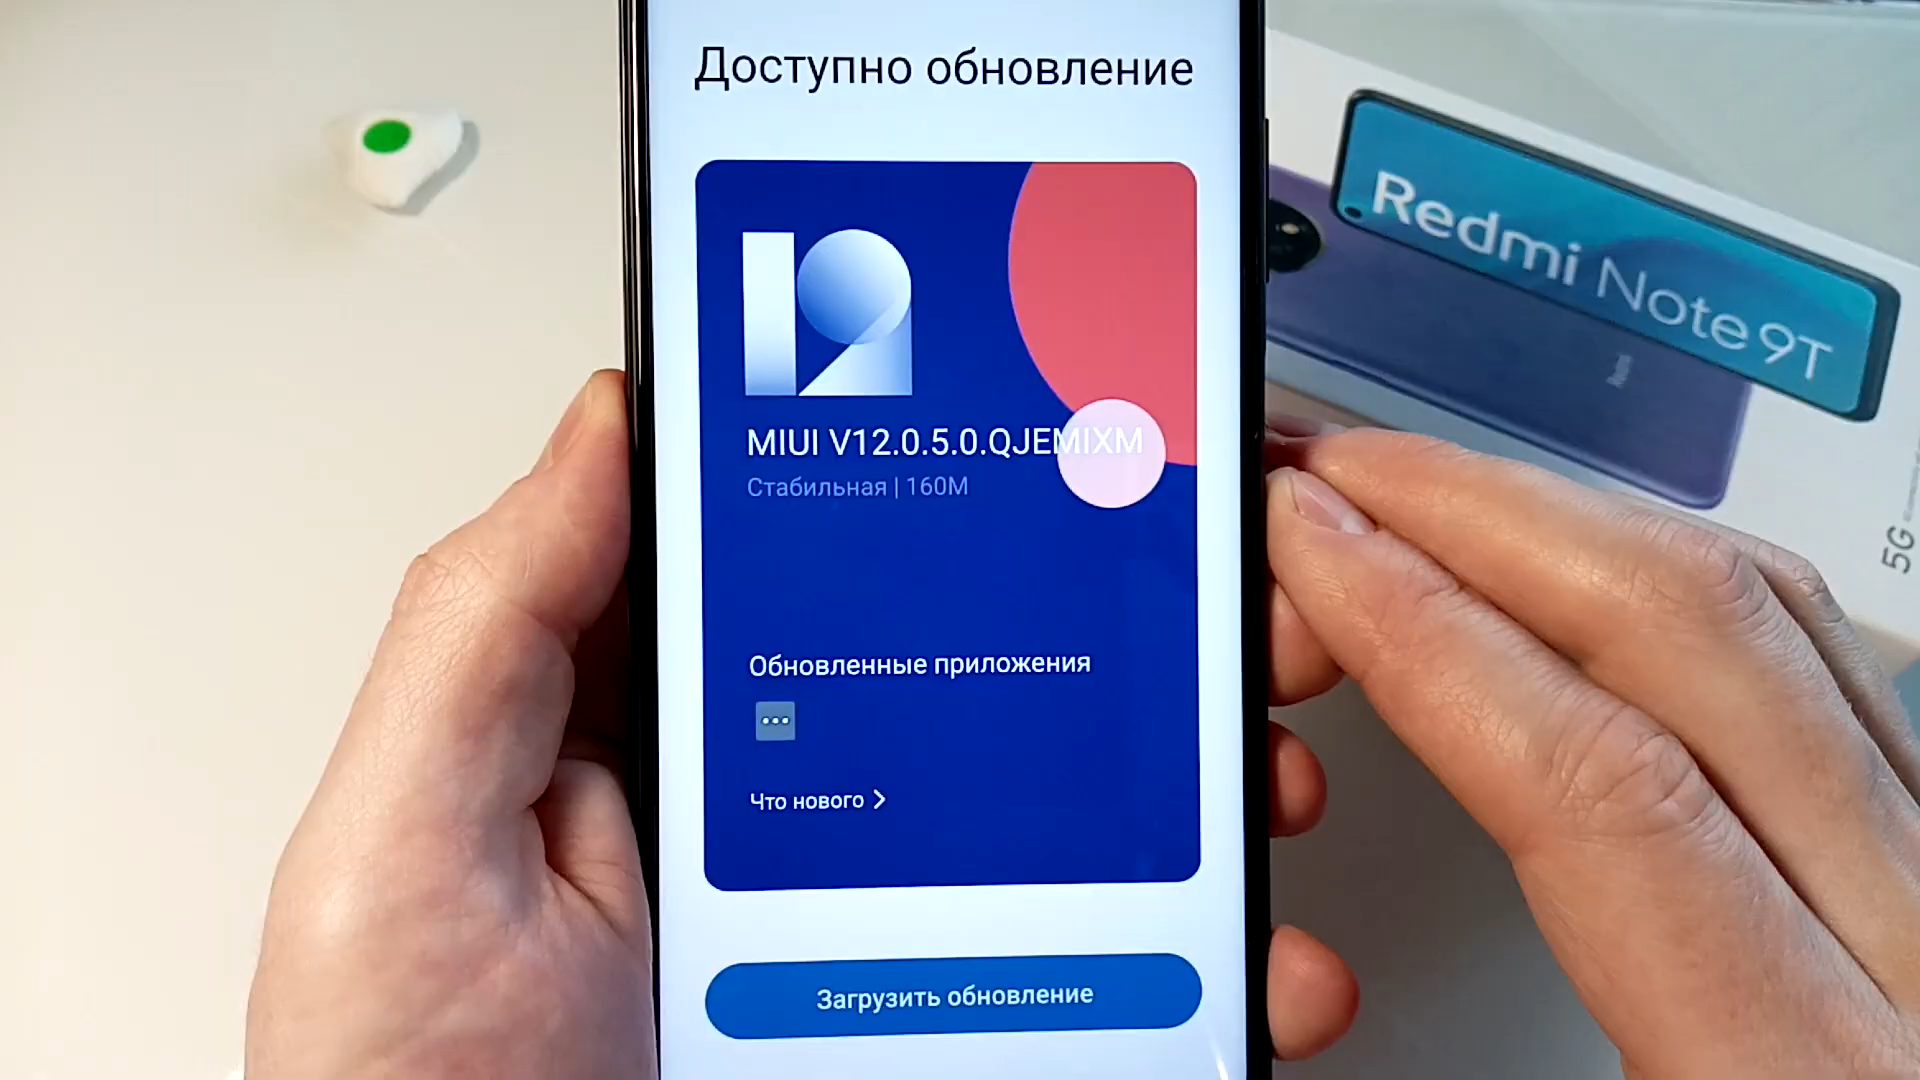 Доступно обновление
MIUI V12.0.5.0.QJEMIXM
Стабильная | 160M
Обновленные приложения
Что нового
Загрузить обновление
Redmi Note 9T
5G